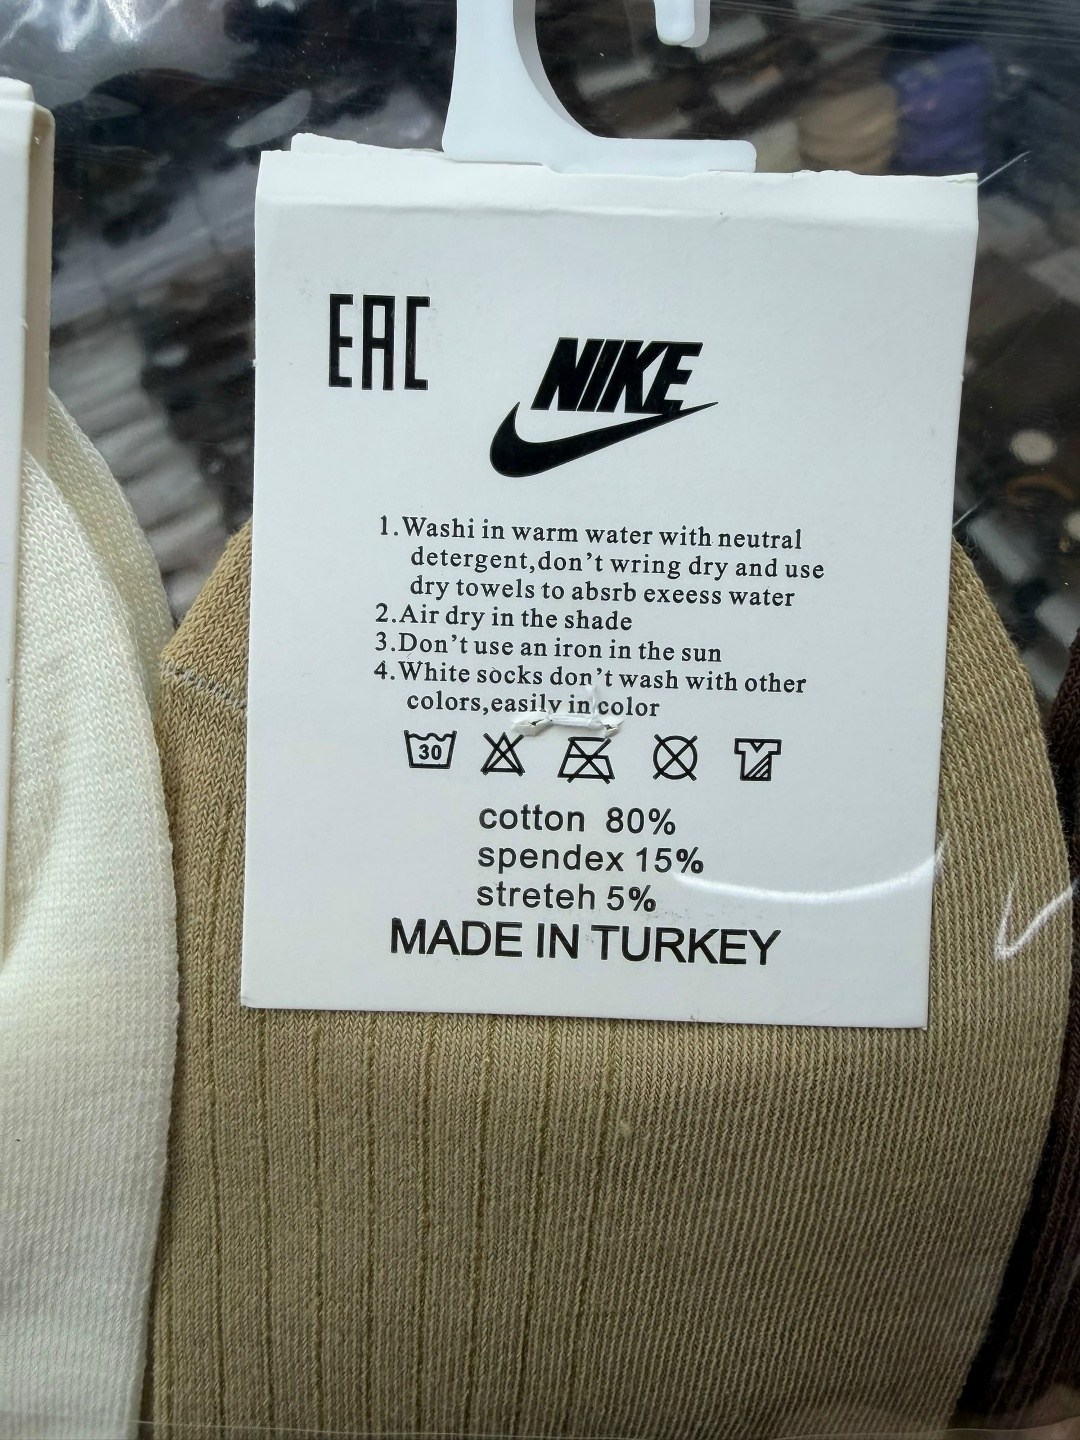 EAC
NIKE
1.Washi in warm water with neutral
detergent,don't wring dry and use
dry towels to absrb exeess water
2.Air dry in the shade
3.Don't use an iron in the sun
4.White socks don't wash with other
colors,easily in color
30
cotton 80%
spendex 15%
streteh 5%
MADE IN TURKEY